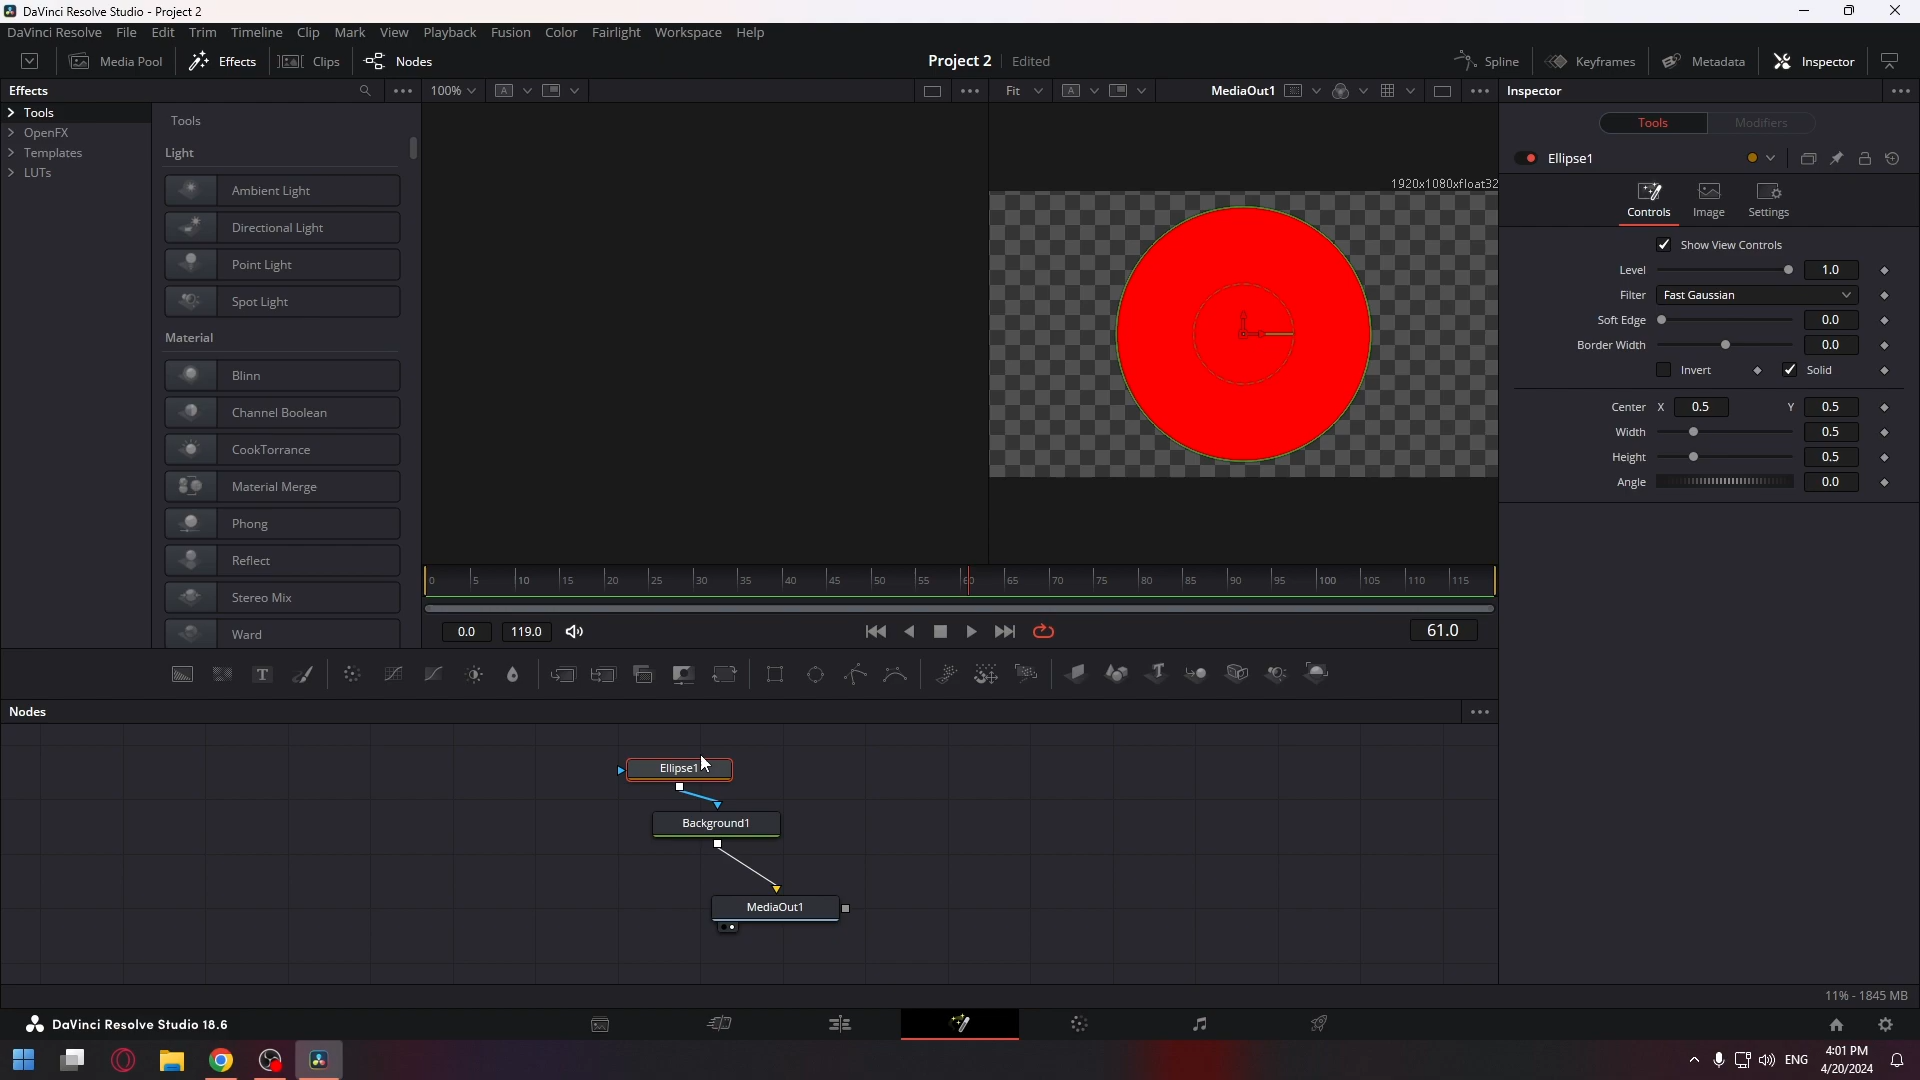 DaVinci Resolve Studio - Project 2
DaVinci Resolve File Edit Trim Timeline Clip Mark View Playback Fusion Color Fairlight Workspace Help
Media Pool Effects Clips Nodes Project 2 Edited Spline Keyframes Metadata Inspector
Effects 100% A Fit A MediaOut1 Inspector
Tools
OpenFX
Templates
LUTs
Tools
Light
Ambient Light
Directional Light
Point Light
Spot Light
Material
Blinn
Channel Boolean
CookTorrance
Material Merge
Phong
Reflect
Stereo Mix
Ward
1920x1080xfloat32
Tools Modifiers
Ellipse1
Controls Image Settings
Show View Controls
Level 1.0
Filter Fast Gaussian
Soft Edge 0.0
Border Width 0.0
Invert Solid
Center X 0.5 Y 0.5
Width 0.5
Height 0.5
Angle 0.0
0 5 10 15 20 25 30 35 40 45 50 55 60 65 70 75 80 85 90 95 100 105 110 115
0.0 119.0 61.0
T T
Nodes
Ellipse1
Background1
MediaOut1
11% - 1845 MB
DaVinci Resolve Studio 18.6
ENG 4:01 PM
4/20/2024